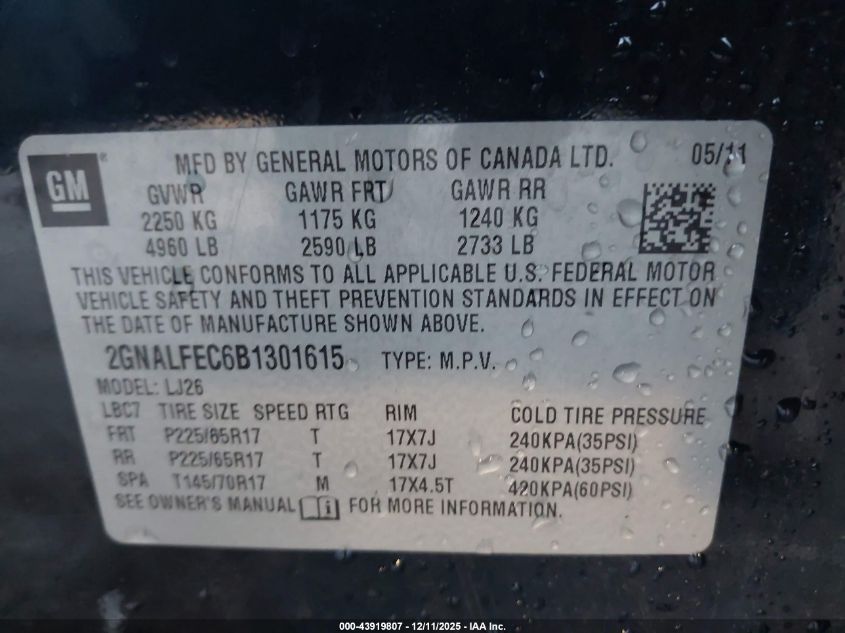 GM
MFD BY GENERAL MOTORS OF CANADA LTD. 05/11
GVWR GAWR FRT GAWR RR
2250 KG 1175 KG 1240 KG
4960 LB 2590 LB 2733 LB
THIS VEHICLE CONFORMS TO ALL APPLICABLE U.S. FEDERAL MOTOR
VEHICLE SAFETY AND THEFT PREVENTION STANDARDS IN EFFECT ON
THE DATE OF MANUFACTURE SHOWN ABOVE.
2GNALFEC6B1301615 TYPE: M.P.V.
MODEL: LJ26
LBC7 TIRE SIZE SPEED RTG RIM COLD TIRE PRESSURE
FRT P225/65R17 T 17X7J 240KPA(35PSI)
RR P225/65R17 T 17X7J 240KPA(35PSI)
SPA T145/70R17 M 17X4.5T 420KPA(60PSI)
SEE OWNER'S MANUAL i FOR MORE INFORMATION.
000-43919807 - 12/11/2025 - IAA Inc.